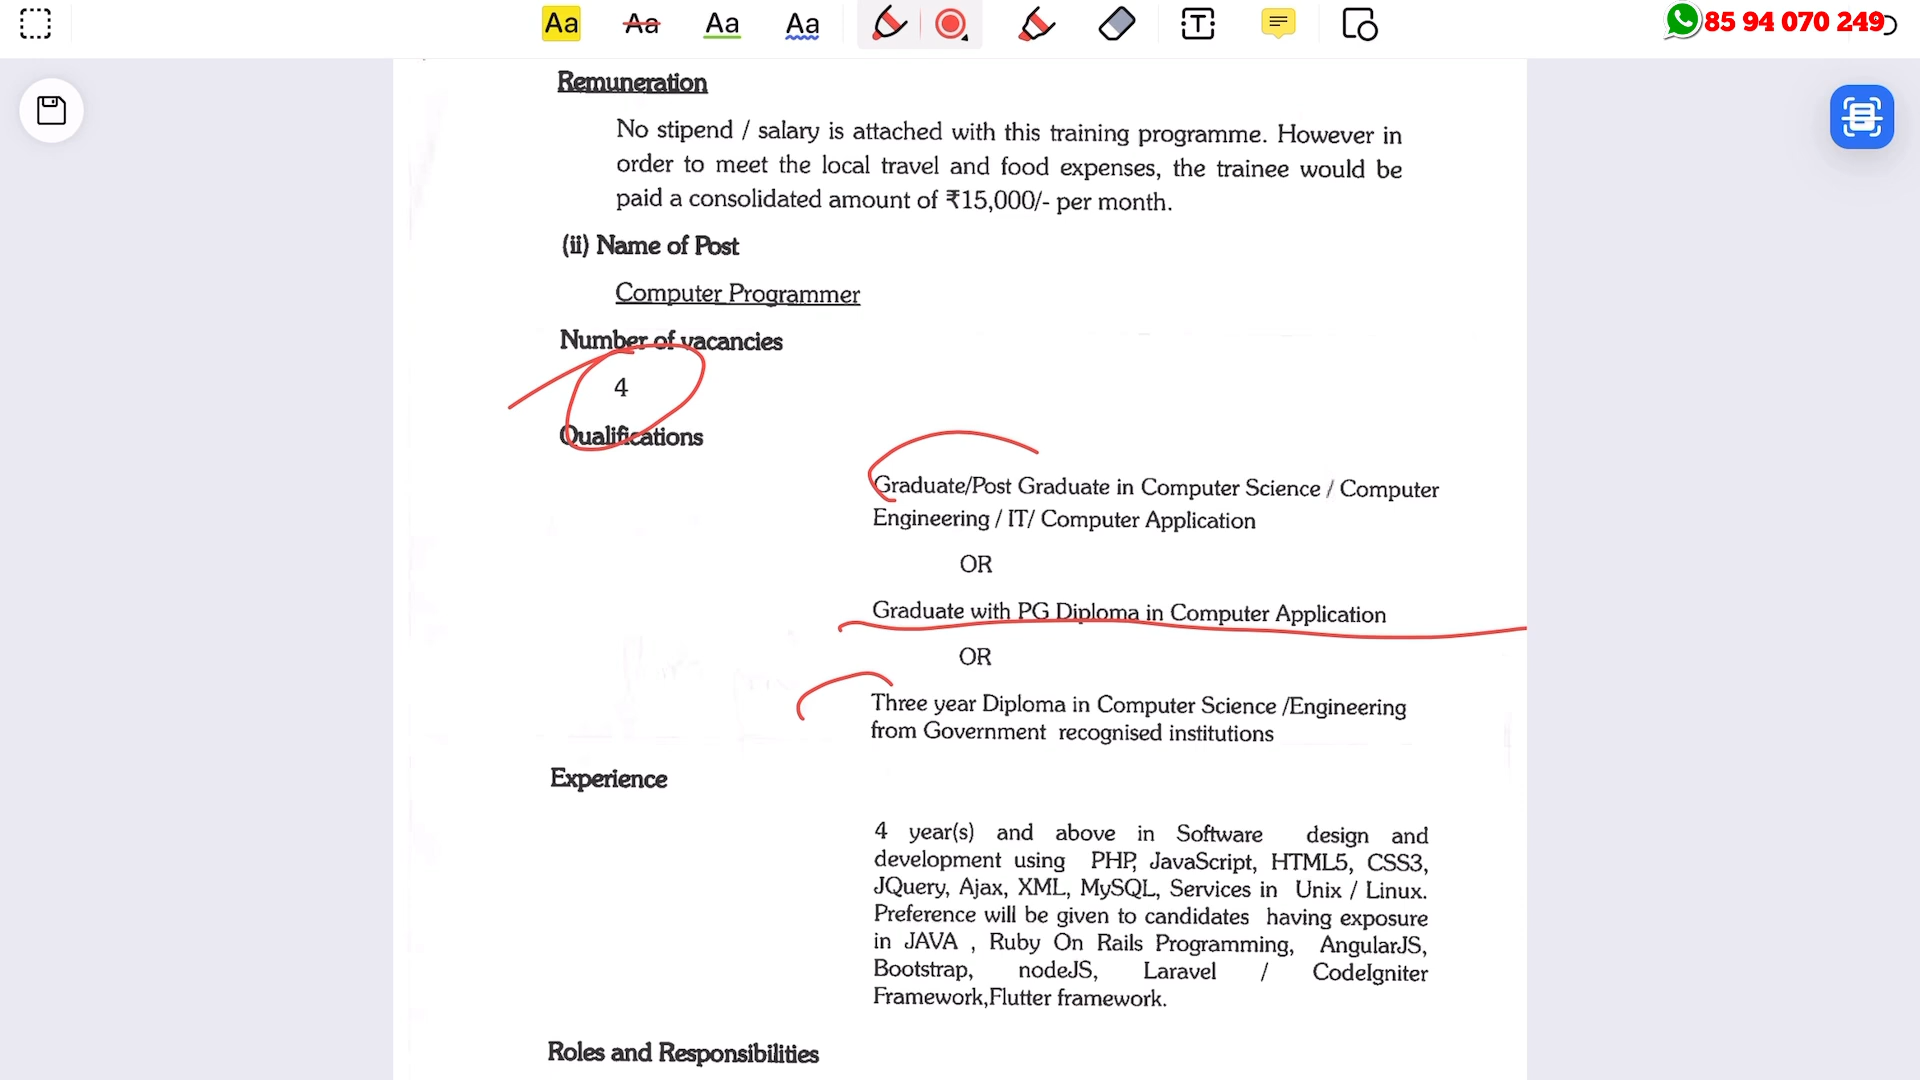 Aa Aa Aa Aa T 85 94 070 249
Remuneration
No stipend / salary is attached with this training programme. However in
order to meet the local travel and food expenses, the trainee would be
paid a consolidated amount of ₹15,000/- per month.
(ii) Name of Post
Computer Programmer
Number of vacancies
4
Qualifications
Graduate/Post Graduate in Computer Science / Computer
Engineering / IT/ Computer Application
OR
Graduate with PG Diploma in Computer Application
OR
Three year Diploma in Computer Science /Engineering
from Government recognised institutions
Experience
4 year(s) and above in Software design and
development using PHP, JavaScript, HTML5, CSS3,
JQuery, Ajax, XML, MySQL, Services in Unix / Linux.
Preference will be given to candidates having exposure
in JAVA , Ruby On Rails Programming, AngularJS,
Bootstrap, nodeJS, Laravel / CodeIgniter
Framework,Flutter framework.
Roles and Responsibilities